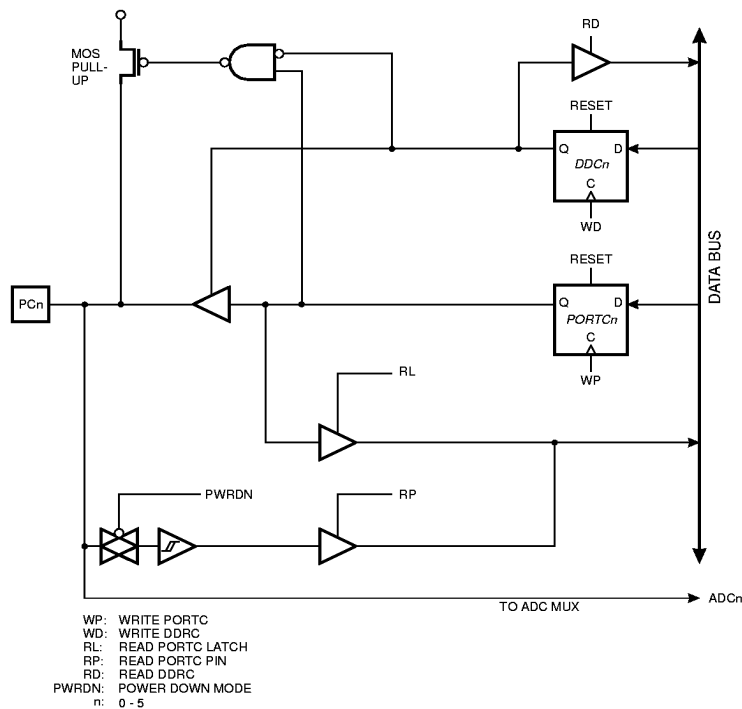 RD
MOS
PULL-
UP
RESET
Q
D
DDCn
C
WD
DATA BUS
RESET
PCn
Q
D
PORTCn
C
WP
RL
PWRDN
RP
ADCn
TO ADC MUX
WP: WRITE PORTC
WD: WRITE DDRC
RL: READ PORTC LATCH
RP: READ PORTC PIN
RD: READ DDRC
PWRDN: POWER DOWN MODE
n: 0 - 5